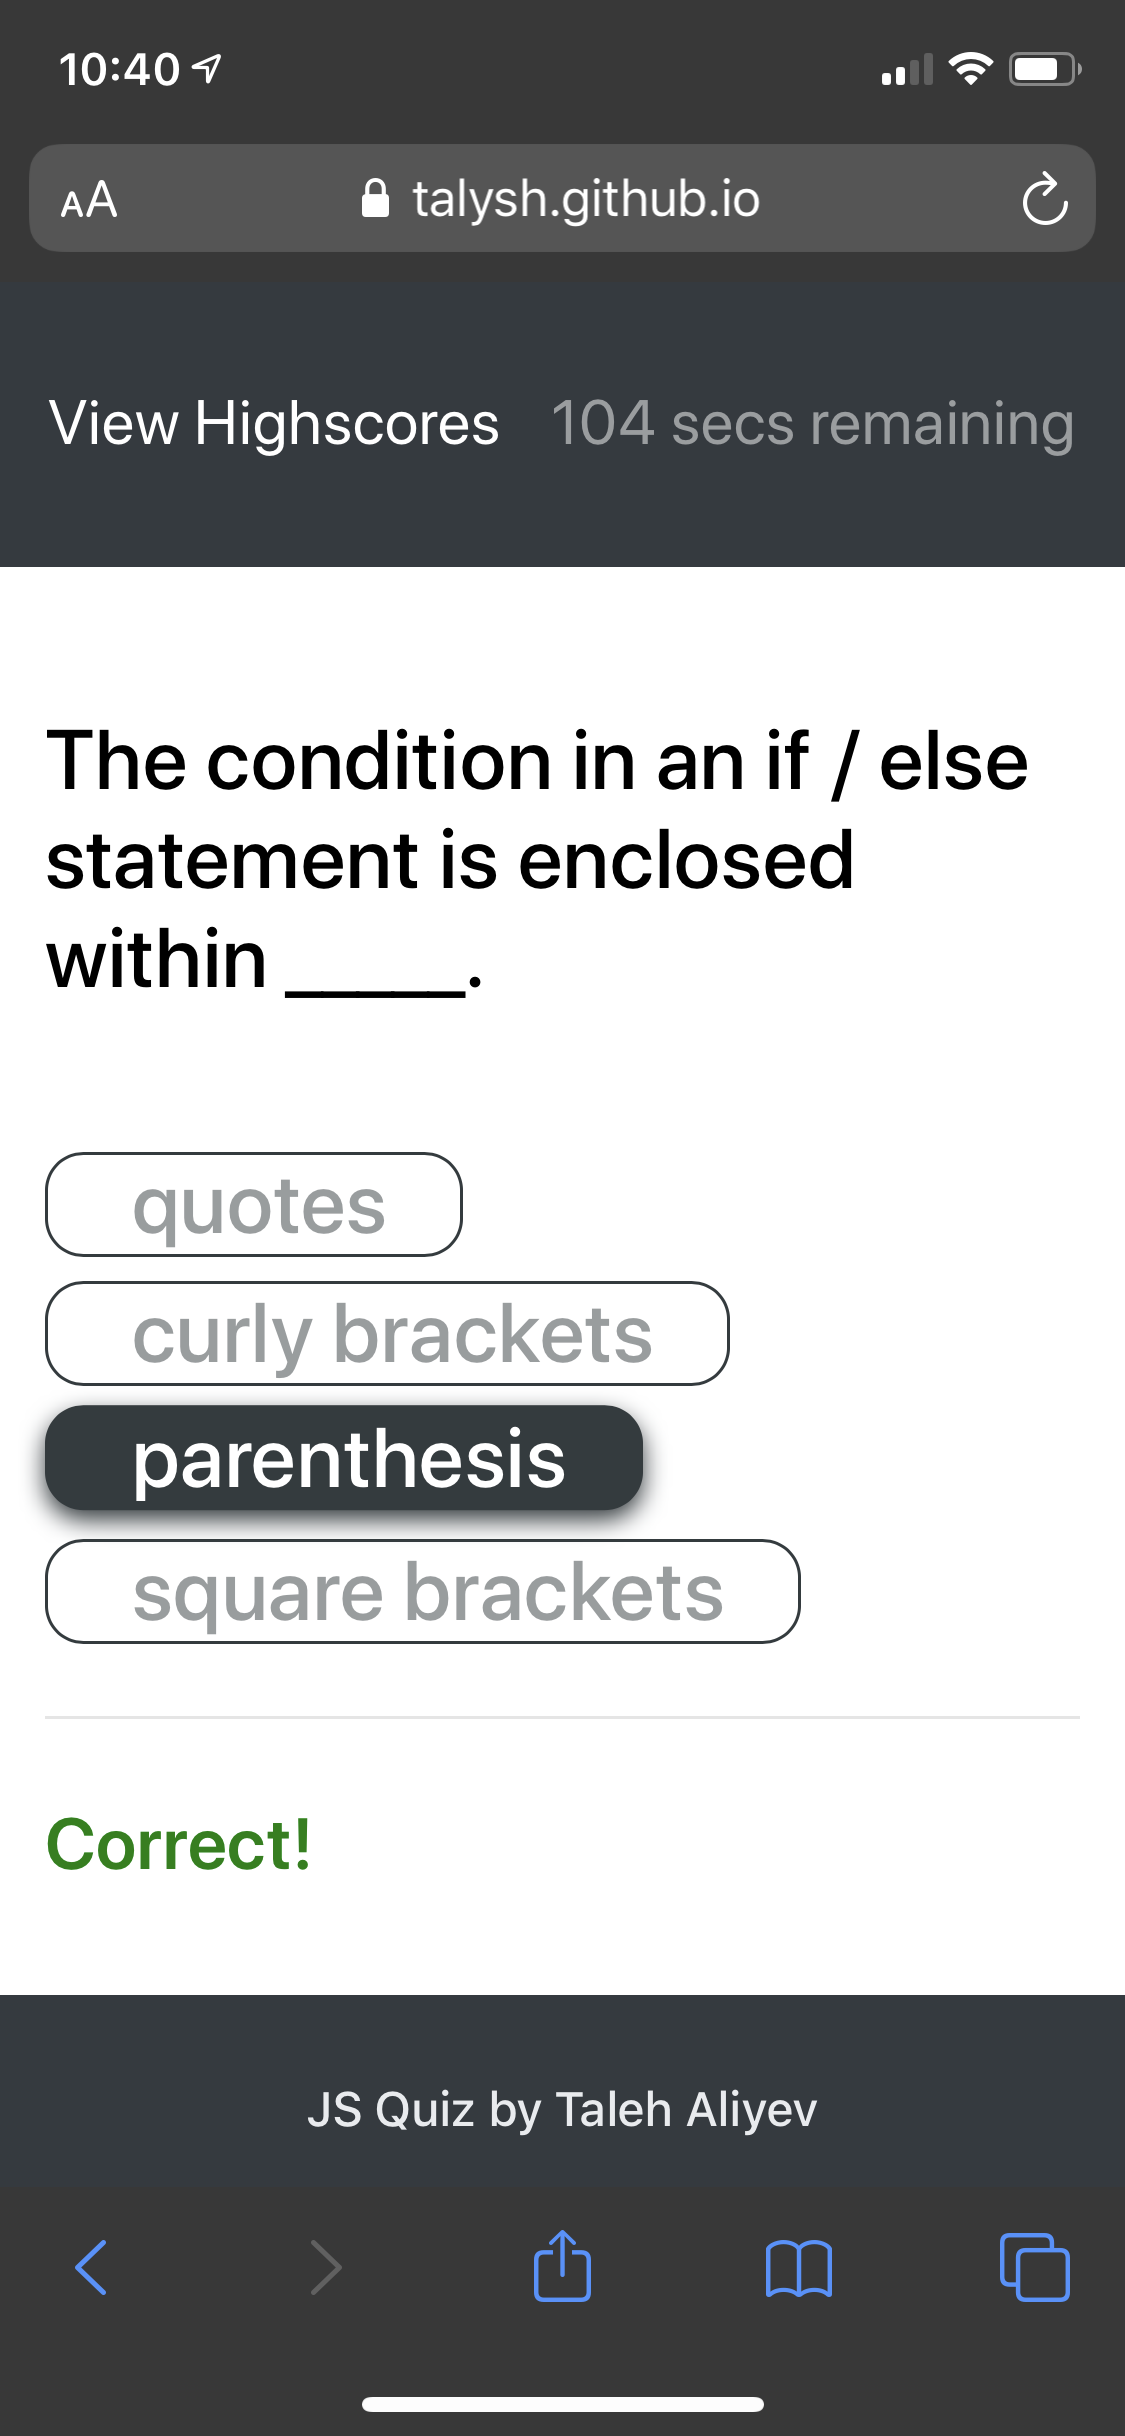 10:40
AA
talysh.github.io
View Highscores 104 secs remaining
The condition in an if / else
statement is enclosed
within _____.
quotes
curly brackets
parenthesis
square brackets
Correct!
JS Quiz by Taleh Aliyev